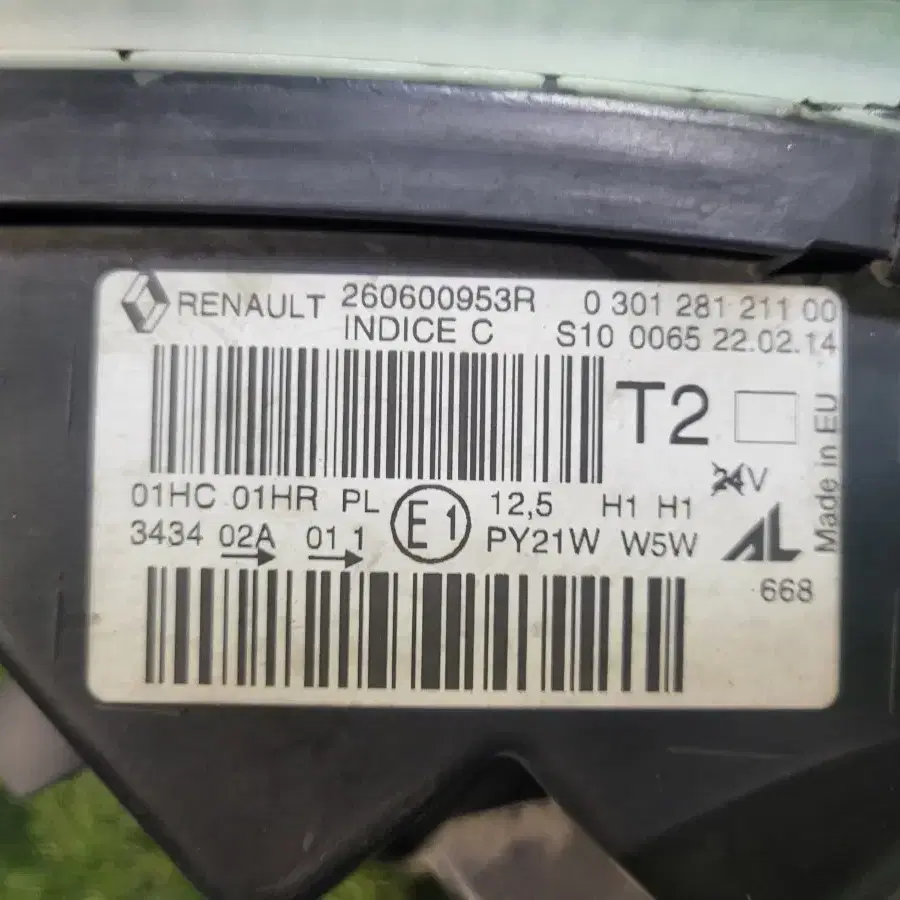 RENAULT 260600953R 0 301 281 211 00
INDICE C S10 0065 22.02.14
T2
24V
01HC 01HR PL E1 12,5 H1 H1
3434 02A 01 1 PY21W W5W AL
668
Made in EU